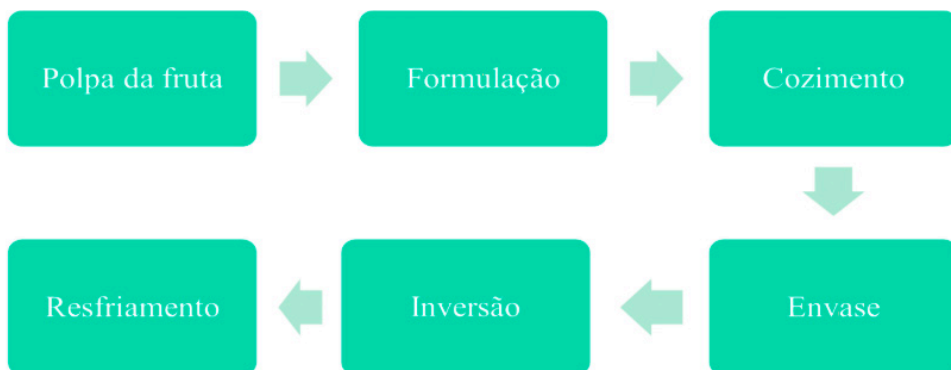 Polpa da fruta
Formulação
Cozimento
Envase
Inversão
Resfriamento